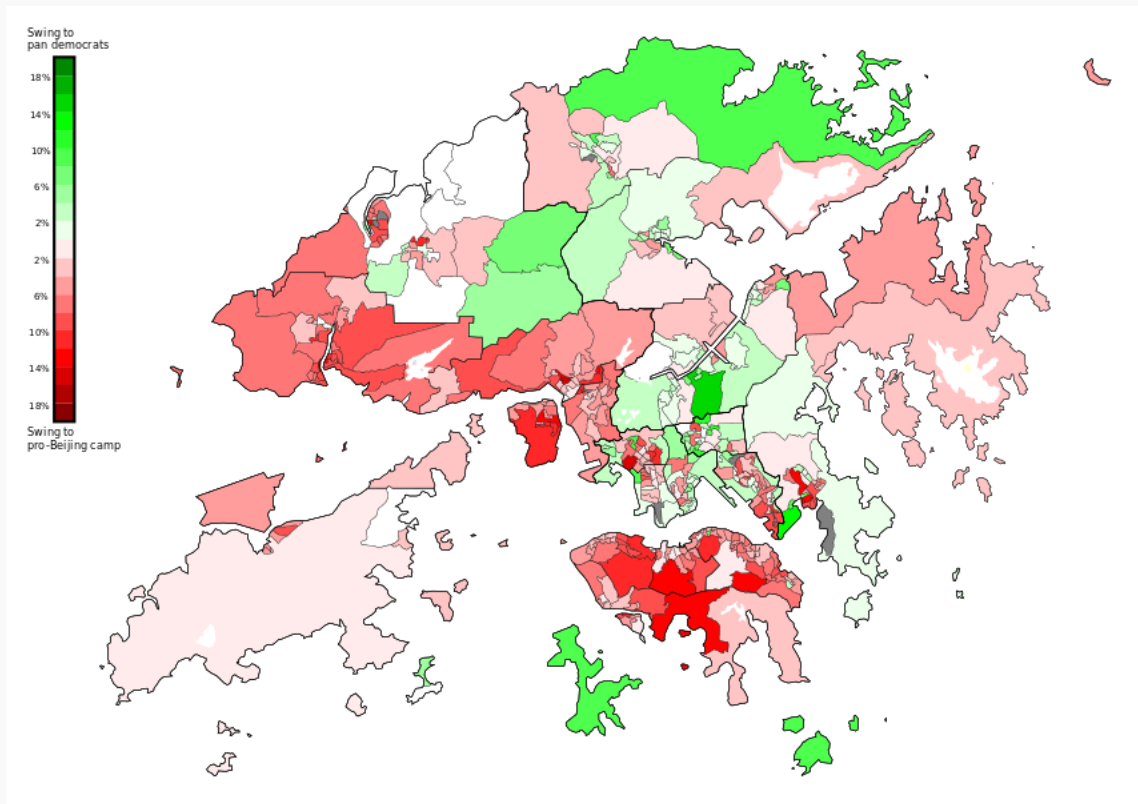 Swing to
pan democrats
18%
14%
10%
6%
2%
2%
6%
10%
14%
18%
Swing to
pro-Beijing camp